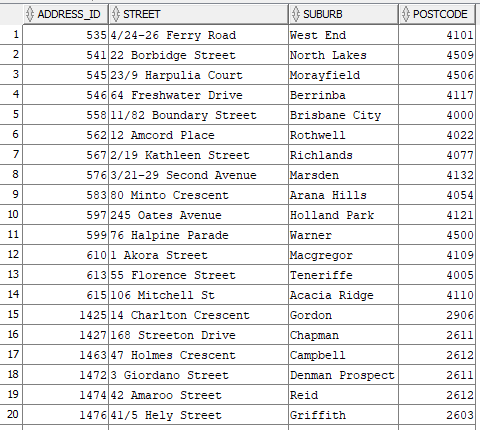 ADDRESS_ID STREET SUBURB POSTCODE
1 535 4/24-26 Ferry Road West End 4101
2 541 22 Borbidge Street North Lakes 4509
3 545 23/9 Harpulia Court Morayfield 4506
4 546 64 Freshwater Drive Berrinba 4117
5 558 11/82 Boundary Street Brisbane City 4000
6 562 12 Amcord Place Rothwell 4022
7 567 2/19 Kathleen Street Richlands 4077
8 576 3/21-29 Second Avenue Marsden 4132
9 583 80 Minto Crescent Arana Hills 4054
10 597 245 Oates Avenue Holland Park 4121
11 599 76 Halpine Parade Warner 4500
12 610 1 Akora Street Macgregor 4109
13 613 55 Florence Street Teneriffe 4005
14 615 106 Mitchell St Acacia Ridge 4110
15 1425 14 Charlton Crescent Gordon 2906
16 1427 168 Streeton Drive Chapman 2611
17 1463 47 Holmes Crescent Campbell 2612
18 1472 3 Giordano Street Denman Prospect 2611
19 1474 42 Amaroo Street Reid 2612
20 1476 41/5 Hely Street Griffith 2603